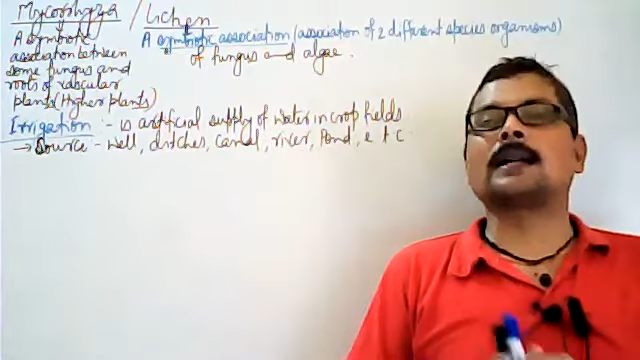 Mycorrhyza / Lichen
A symbiotic association between some fungus and roots of vascular plants (Higher plants)
A symbiotic association (association of 2 different species organisms)
of fungus and algae.
Irrigation :- is artificial supply of water in crop fields.
→ Source - Well, ditches, canal, river, Pond, e t c